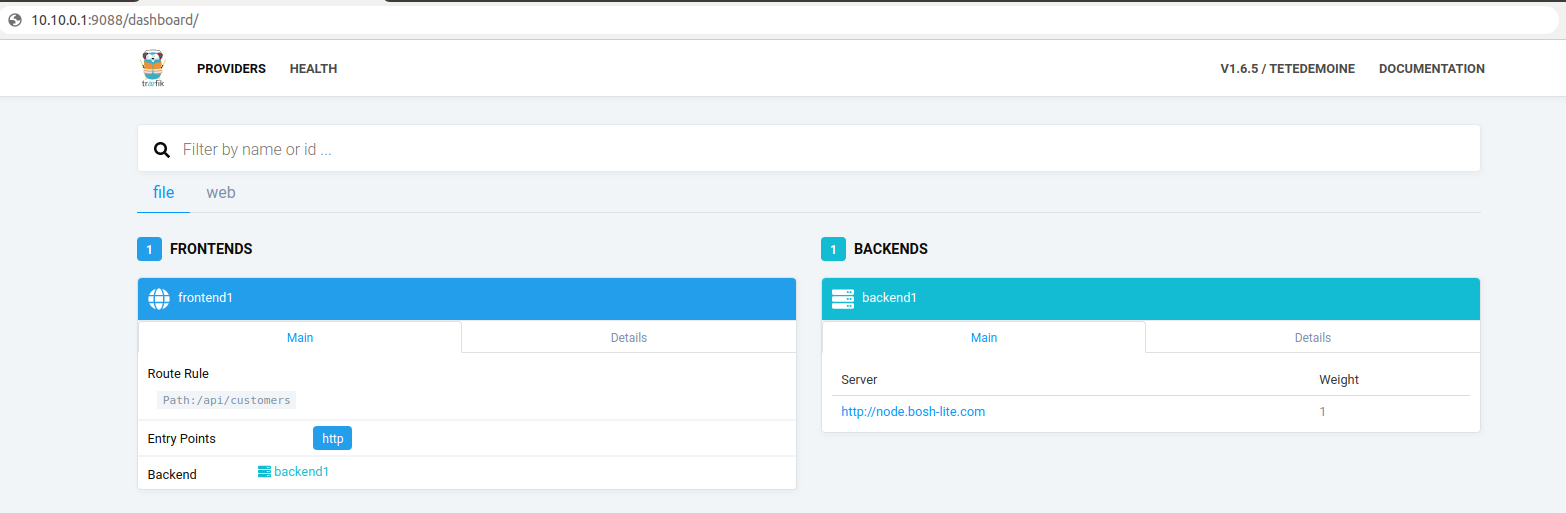 10.10.0.1:9088/dashboard/
træfik
PROVIDERS HEALTH V1.6.5 / TETEDEMOINE DOCUMENTATION
Filter by name or id ...
file web
1 FRONTENDS
frontend1
Main Details
Route Rule
Path:/api/customers
Entry Points http
Backend backend1
1 BACKENDS
backend1
Main Details
Server Weight
http://node.bosh-lite.com 1